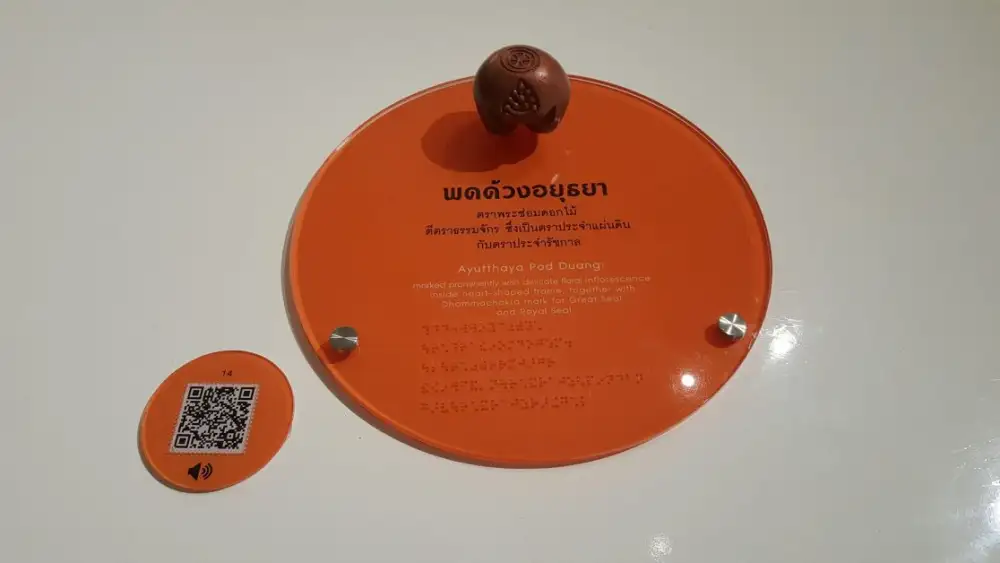 พดด้วงอยุธยา
ตราพระซ่อมดอกไม้
ตีตราธรรมจักร ซึ่งเป็นตราประจำแผ่นดิน
กับตราประจำรัชกาล
Ayutthaya Pod Duang:
marked prominently with delicate floral inflorescence
inside heart-shaped frame, together with
Dhammachakra mark for Great Seal
and Royal Seal
14